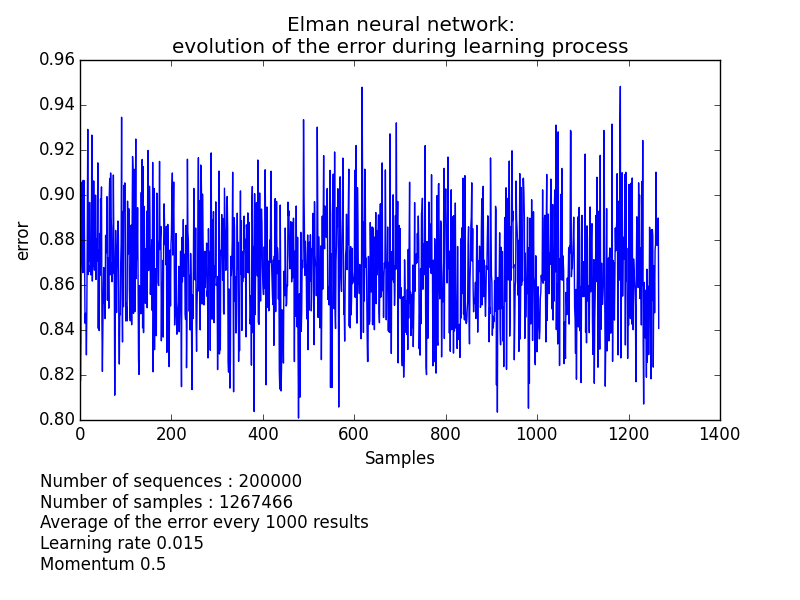 Elman neural network:
evolution of the error during learning process
0.96
0.94
0.92
0.90
0.88
0.86
0.84
0.82
0.80
error
0 200 400 600 800 1000 1200 1400
Samples
Number of sequences : 200000
Number of samples : 1267466
Average of the error every 1000 results
Learning rate 0.015
Momentum 0.5